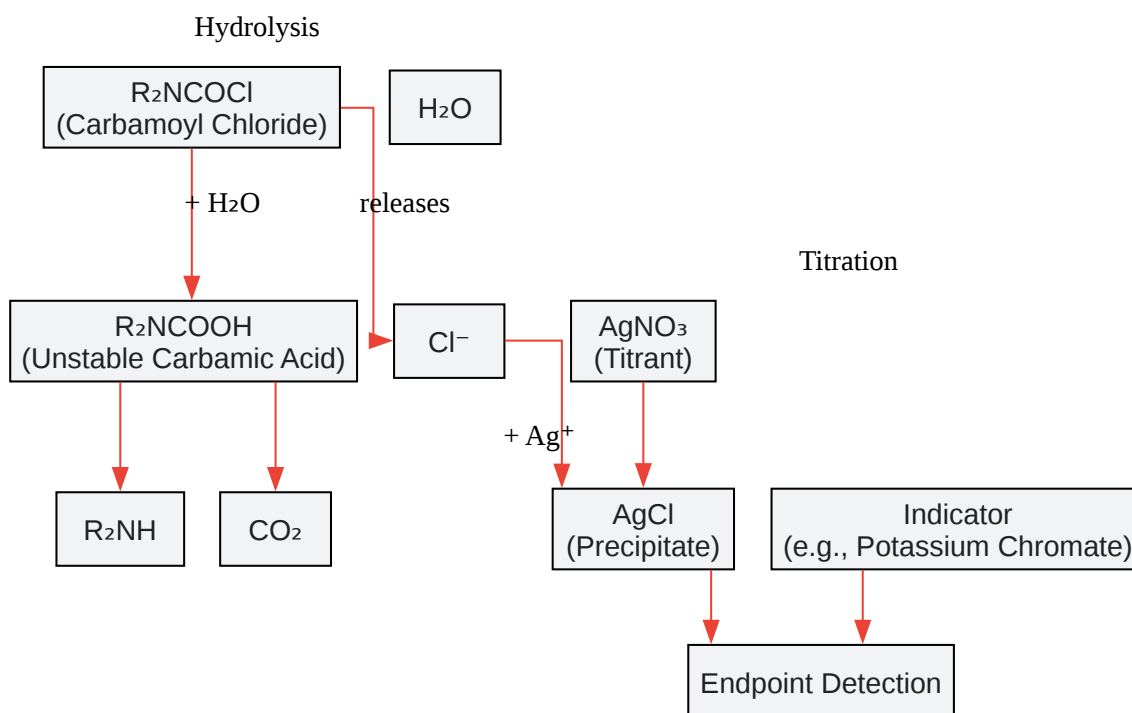 Hydrolysis
R₂NCOCl
(Carbamoyl Chloride)
H₂O
+ H₂O
releases
Titration
R₂NCOOH
(Unstable Carbamic Acid)
Cl⁻
AgNO₃
(Titrant)
+ Ag⁺
R₂NH
CO₂
AgCl
(Precipitate)
Indicator
(e.g., Potassium Chromate)
Endpoint Detection